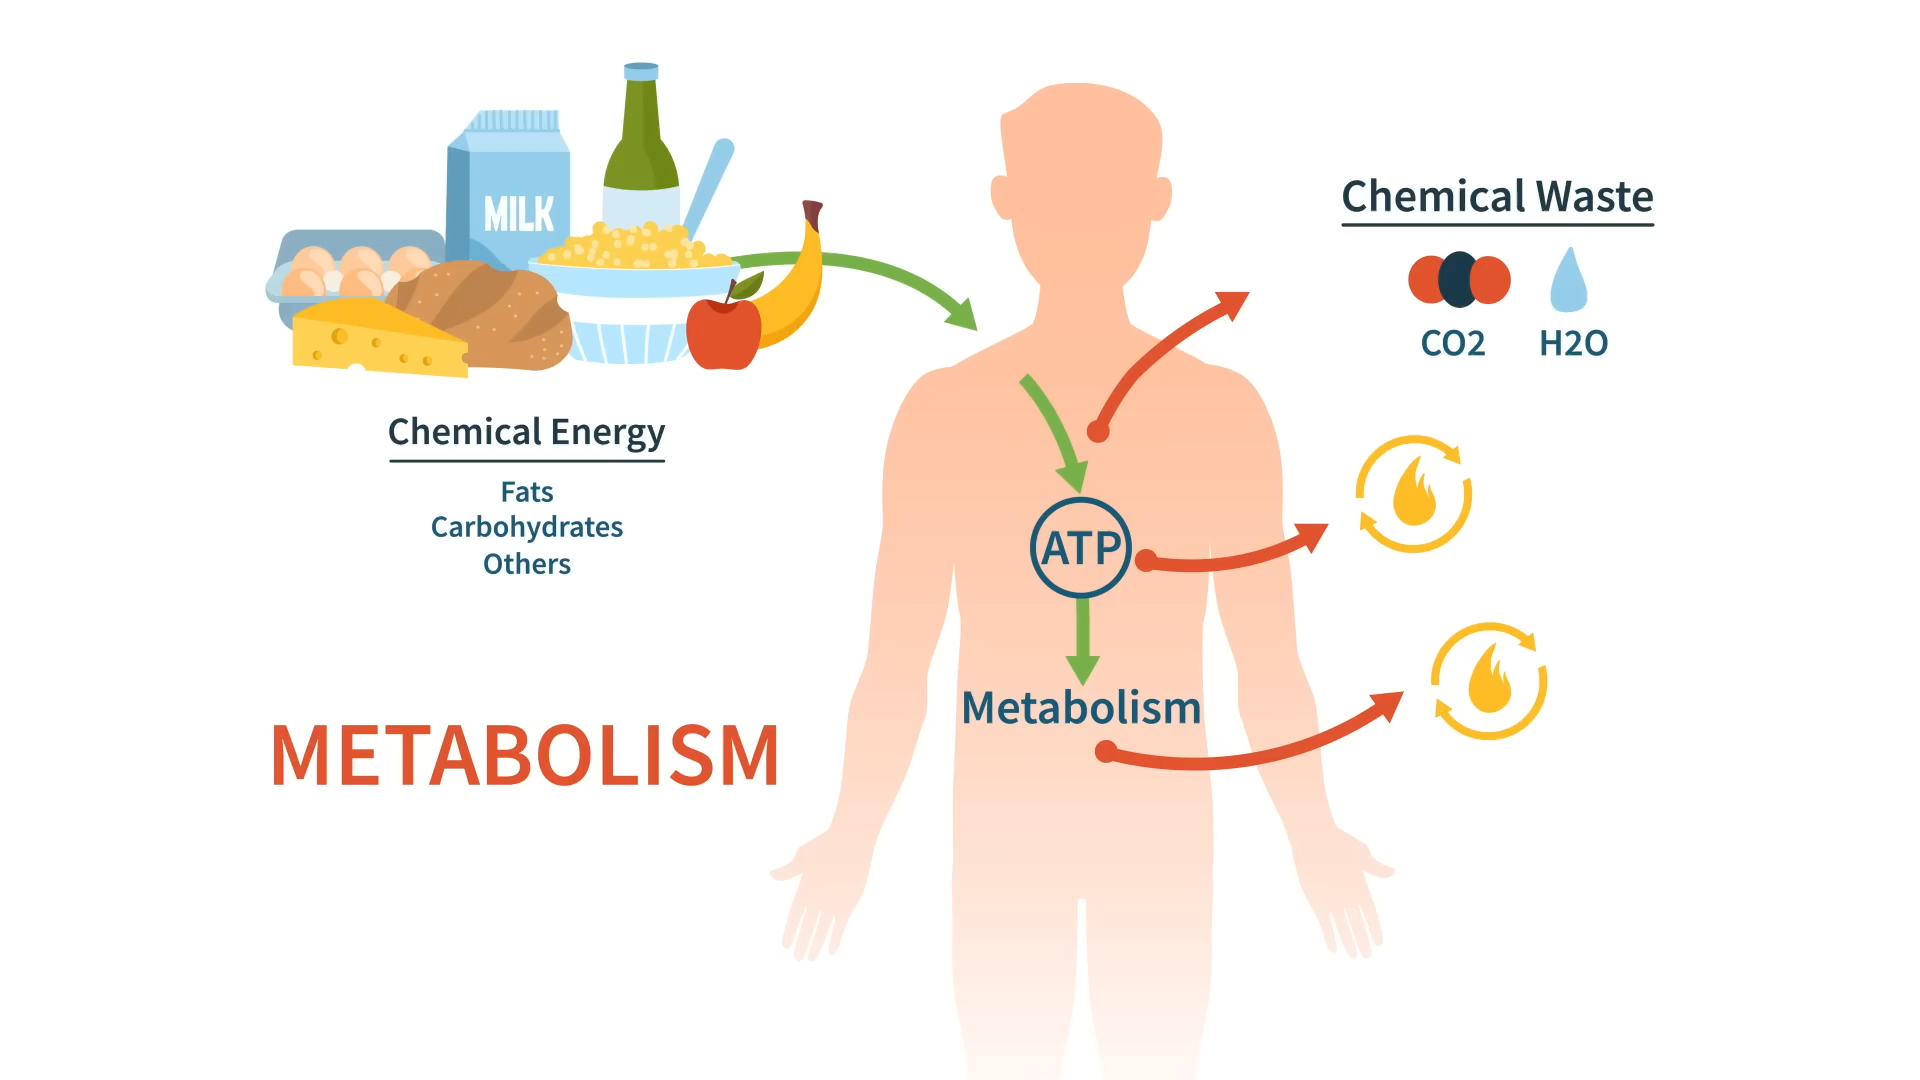 MILK
Chemical Energy
Fats
Carbohydrates
Others
METABOLISM
ATP
Metabolism
Chemical Waste
CO2 H2O